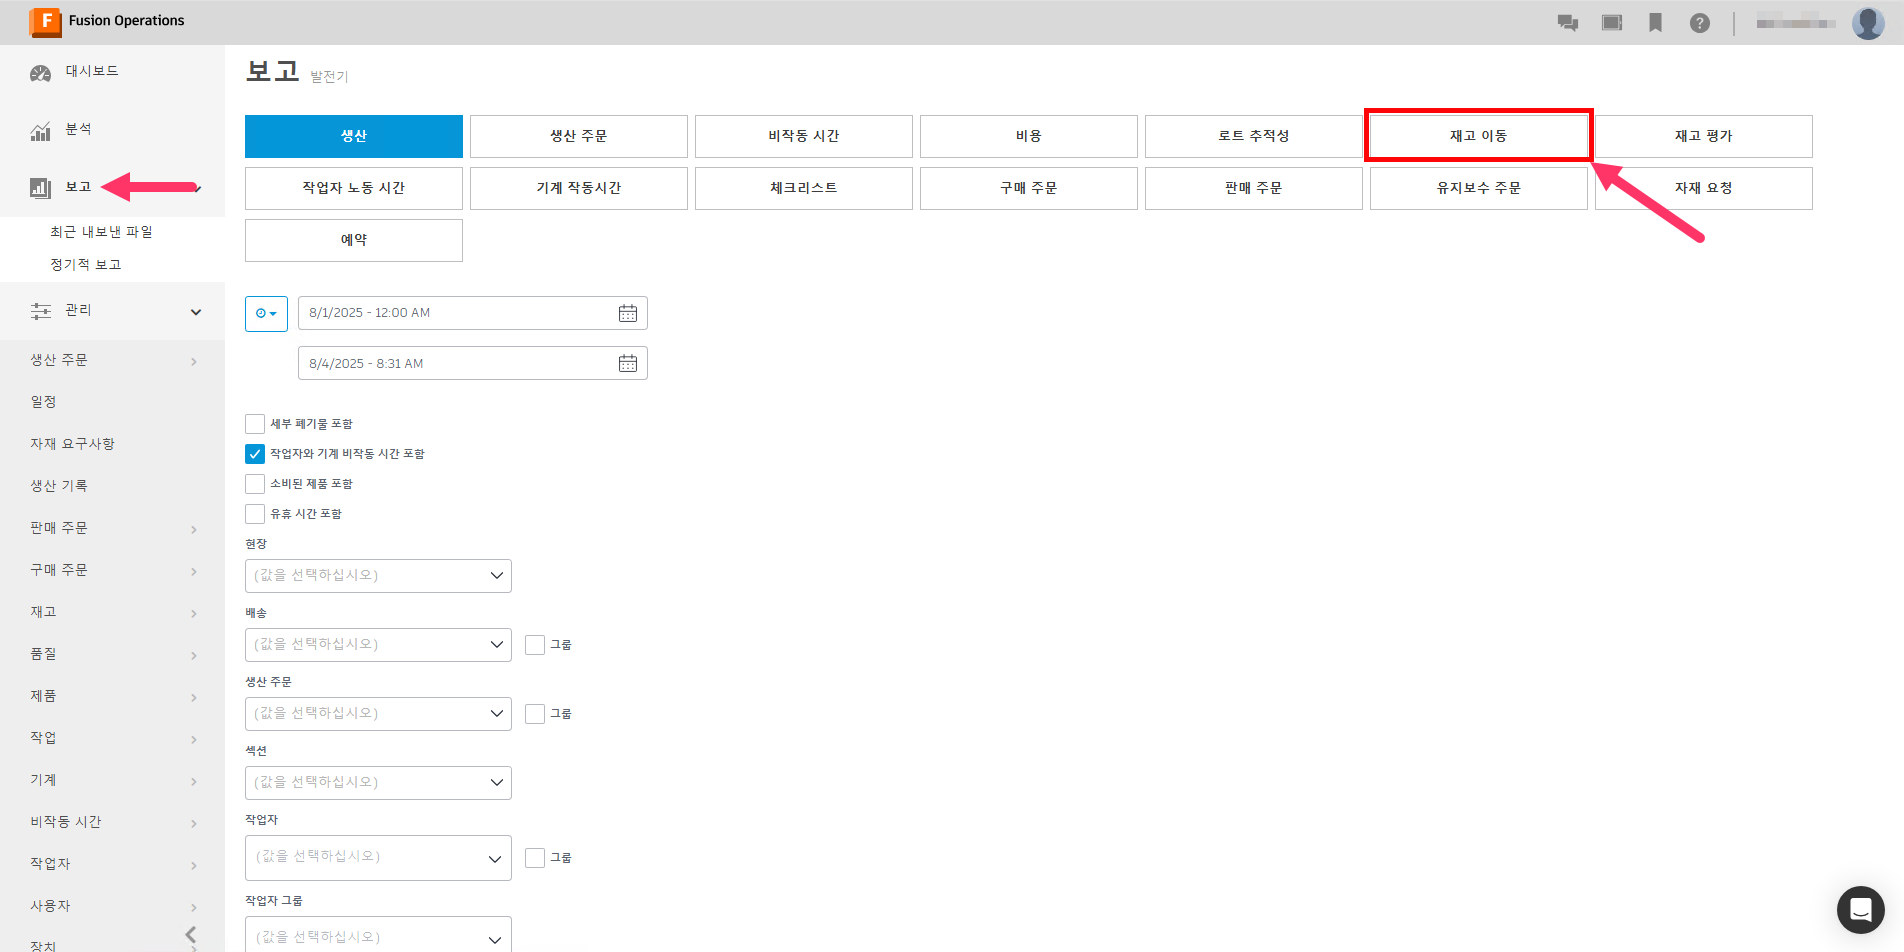 F Fusion Operations
?
대시보드
분석
보고
최근 내보낸 파일
정기적 보고
관리
생산 주문
일정
자재 요구사항
생산 기록
판매 주문
구매 주문
재고
품질
제품
작업
기계
비작동 시간
작업자
사용자
장치
보고 발전기
생산 생산 주문 비작동 시간 비용 로트 추적성 재고 이동 재고 평가
작업자 노동 시간 기계 작동시간 체크리스트 구매 주문 판매 주문 유지보수 주문 자재 요청
예약
8/1/2025 - 12:00 AM
8/4/2025 - 8:31 AM
세부 폐기물 포함
작업자와 기계 비작동 시간 포함
소비된 제품 포함
유휴 시간 포함
현장
(값을 선택하십시오)
배송
(값을 선택하십시오) 그룹
생산 주문
(값을 선택하십시오) 그룹
섹션
(값을 선택하십시오)
작업자
(값을 선택하십시오) 그룹
작업자 그룹
(값을 선택하십시오)